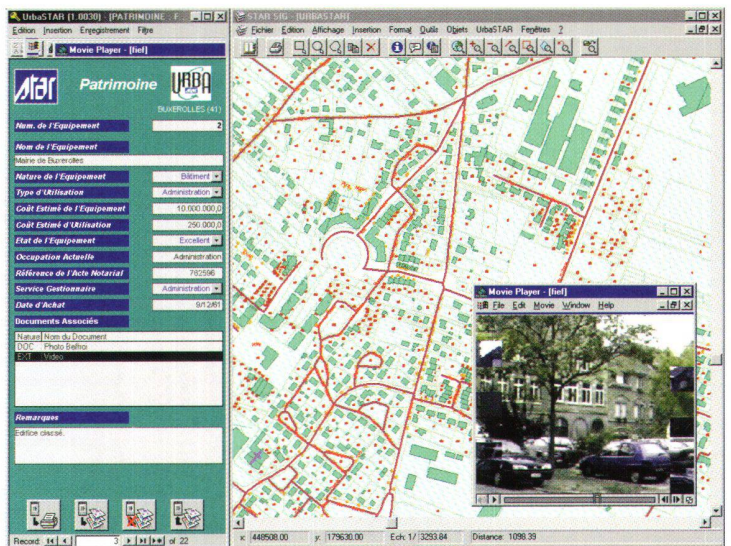 UrbaSTAR (1.0030) - [PATRIMOINE : F...
Edition Insertion Enregistrement Filtre
Movie Player - [fiel]
star Patrimoine URBA
BUXEROLLES (41)
Num. de l'Equipement 2
Nom de l'Equipement
Mairie de Buxerolles
Nature de l'Equipement Bâtiment
Type d'Utilisation Administration
Coût Estimé de l'Equipement 10.000.000,0
Coût Estimé d'Utilisation 250.000,0
Etat de l'Equipement Excellent
Occupation Actuelle Administration
Référence de l'Acte Notarial 782596
Service Gestionnaire Administration
Date d'Achat 9/12/61
Documents Associés
Nature Nom du Document
DOC Photo Beffroi
EXT Video
Remarques
Edifice classé.
Record: 3 of 22
STAR SIG - [URBASTAR]
Fichier Edition Affichage Insertion Format Outils Objets UrbaSTAR Fenêtres ?
Movie Player - [fiel]
File Edit Movie Window Help
x: 448508.00 y: 179630.00 Ech: 1/ 3293.84 Distance: 1098.39